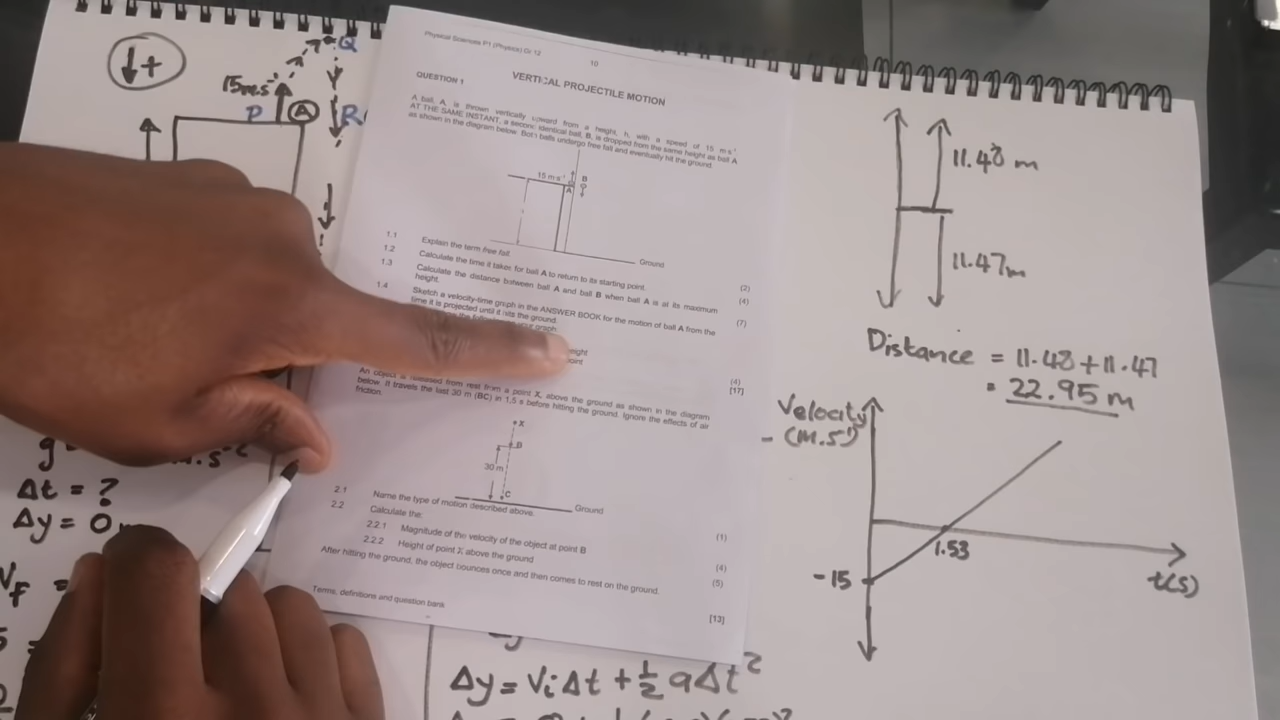 ↓+
Q
15m.s⁻¹
P
A
R
Physical Sciences P1 (Physics) Gr 12
10
QUESTION 1
VERTICAL PROJECTILE MOTION
A ball, A, is thrown vertically upward from a height, h, with a speed of 15 m·s⁻¹.
AT THE SAME INSTANT, a second identical ball, B, is dropped from the same height as ball A
as shown in the diagram below. Both balls undergo free fall and eventually hit the ground.
15 m·s⁻¹
B
A
Ground
1.1 Explain the term free fall. (2)
1.2 Calculate the time it takes for ball A to return to its starting point. (4)
1.3 Calculate the distance between ball A and ball B when ball A is at its maximum
height. (7)
1.4 Sketch a velocity-time graph in the ANSWER BOOK for the motion of ball A from the
time it is projected until it hits the ground.
your graph
(4)
[17]
An object is released from rest from a point X, above the ground as shown in the diagram
below. It travels the last 30 m (BC) in 1,5 s before hitting the ground. Ignore the effects of air
friction.
X
B
30 m
C
Ground
2.1 Name the type of motion described above. (1)
2.2 Calculate the:
2.2.1 Magnitude of the velocity of the object at point B (4)
2.2.2 Height of point X above the ground (5)
After hitting the ground, the object bounces once and then comes to rest on the ground.
[13]
Terms, definitions and question bank
11.48 m
11.47m
Distance = 11.48+11.47
= 22.95 m
Velocity
(m.s⁻¹)
1.53
-15
t(s)
Δt = ?
Δy = 0
Vf =
Δy = ViΔt + ½ aΔt²